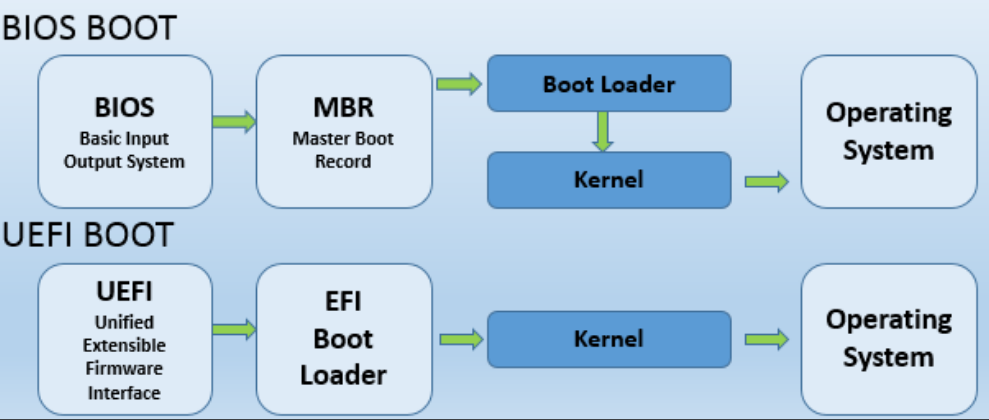 BIOS BOOT
BIOS
Basic Input
Output System
MBR
Master Boot
Record
Boot Loader
Kernel
Operating
System
UEFI BOOT
UEFI
Unified
Extensible
Firmware
Interface
EFI
Boot
Loader
Kernel
Operating
System